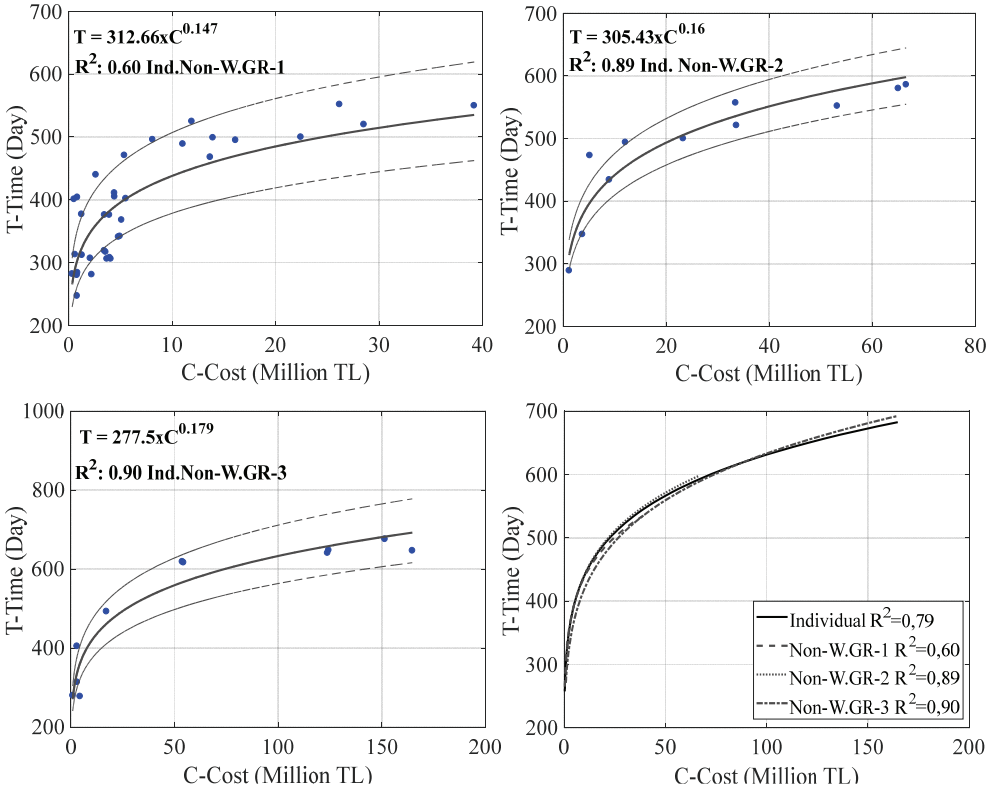 700
600
500
400
300
200
T-Time (Day)
T = 312.66xC^0.147
R^2: 0.60 Ind.Non-W.GR-1
0 10 20 30 40
C-Cost (Million TL)
700
600
500
400
300
200
T-Time (Day)
T = 305.43xC^0.16
R^2: 0.89 Ind. Non-W.GR-2
0 20 40 60 80
C-Cost (Million TL)
1000
800
600
400
200
T-Time (Day)
T = 277.5xC^0.179
R^2: 0.90 Ind.Non-W.GR-3
0 50 100 150 200
C-Cost (Million TL)
700
600
500
400
300
200
T-Time (Day)
Individual R^2=0,79
Non-W.GR-1 R^2=0,60
Non-W.GR-2 R^2=0,89
Non-W.GR-3 R^2=0,90
0 50 100 150 200
C-Cost (Million TL)